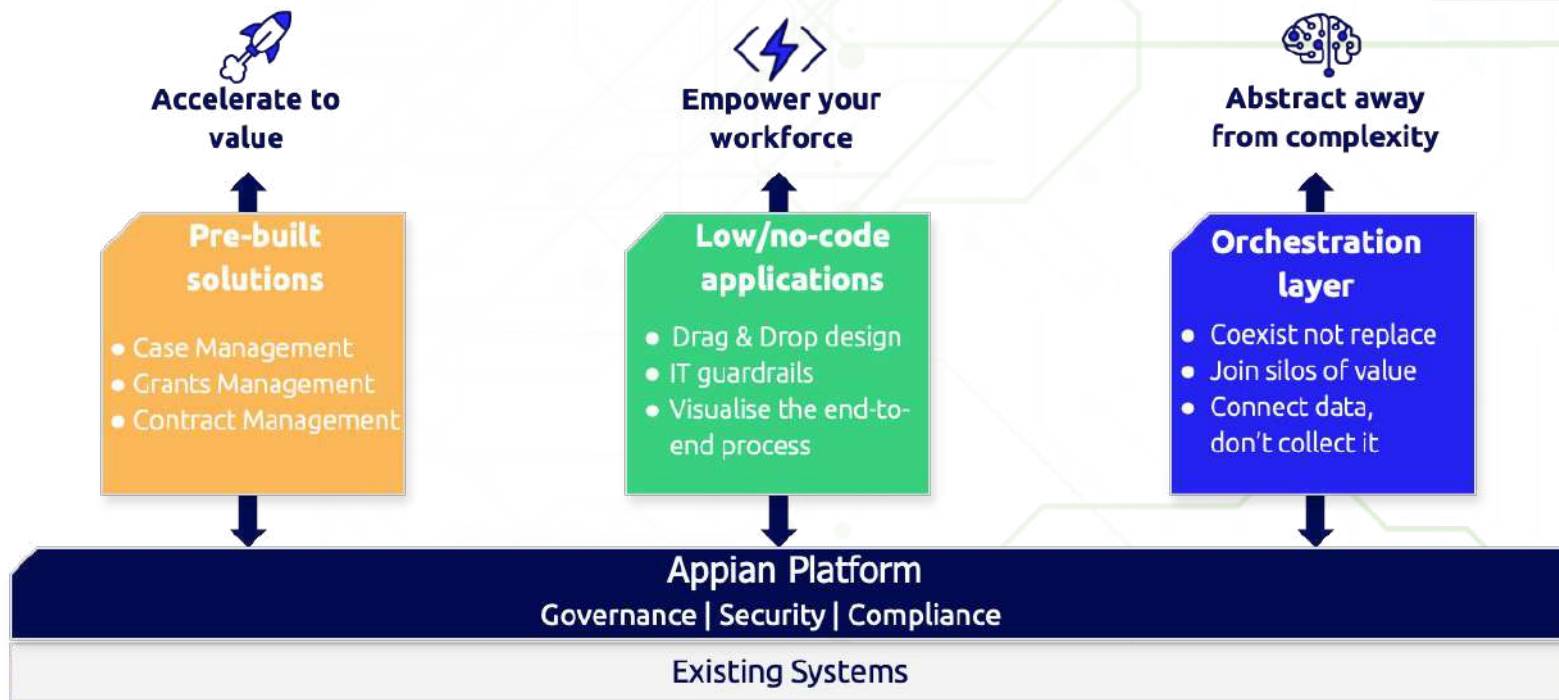 Accelerate to
value
Empower your
workforce
Abstract away
from complexity
Pre-built
solutions
• Case Management
• Grants Management
• Contract Management
Low/no-code
applications
• Drag & Drop design
• IT guardrails
• Visualise the end-to-
end process
Orchestration
layer
• Coexist not replace
• Join silos of value
• Connect data,
don't collect it
Appian Platform
Governance | Security | Compliance
Existing Systems